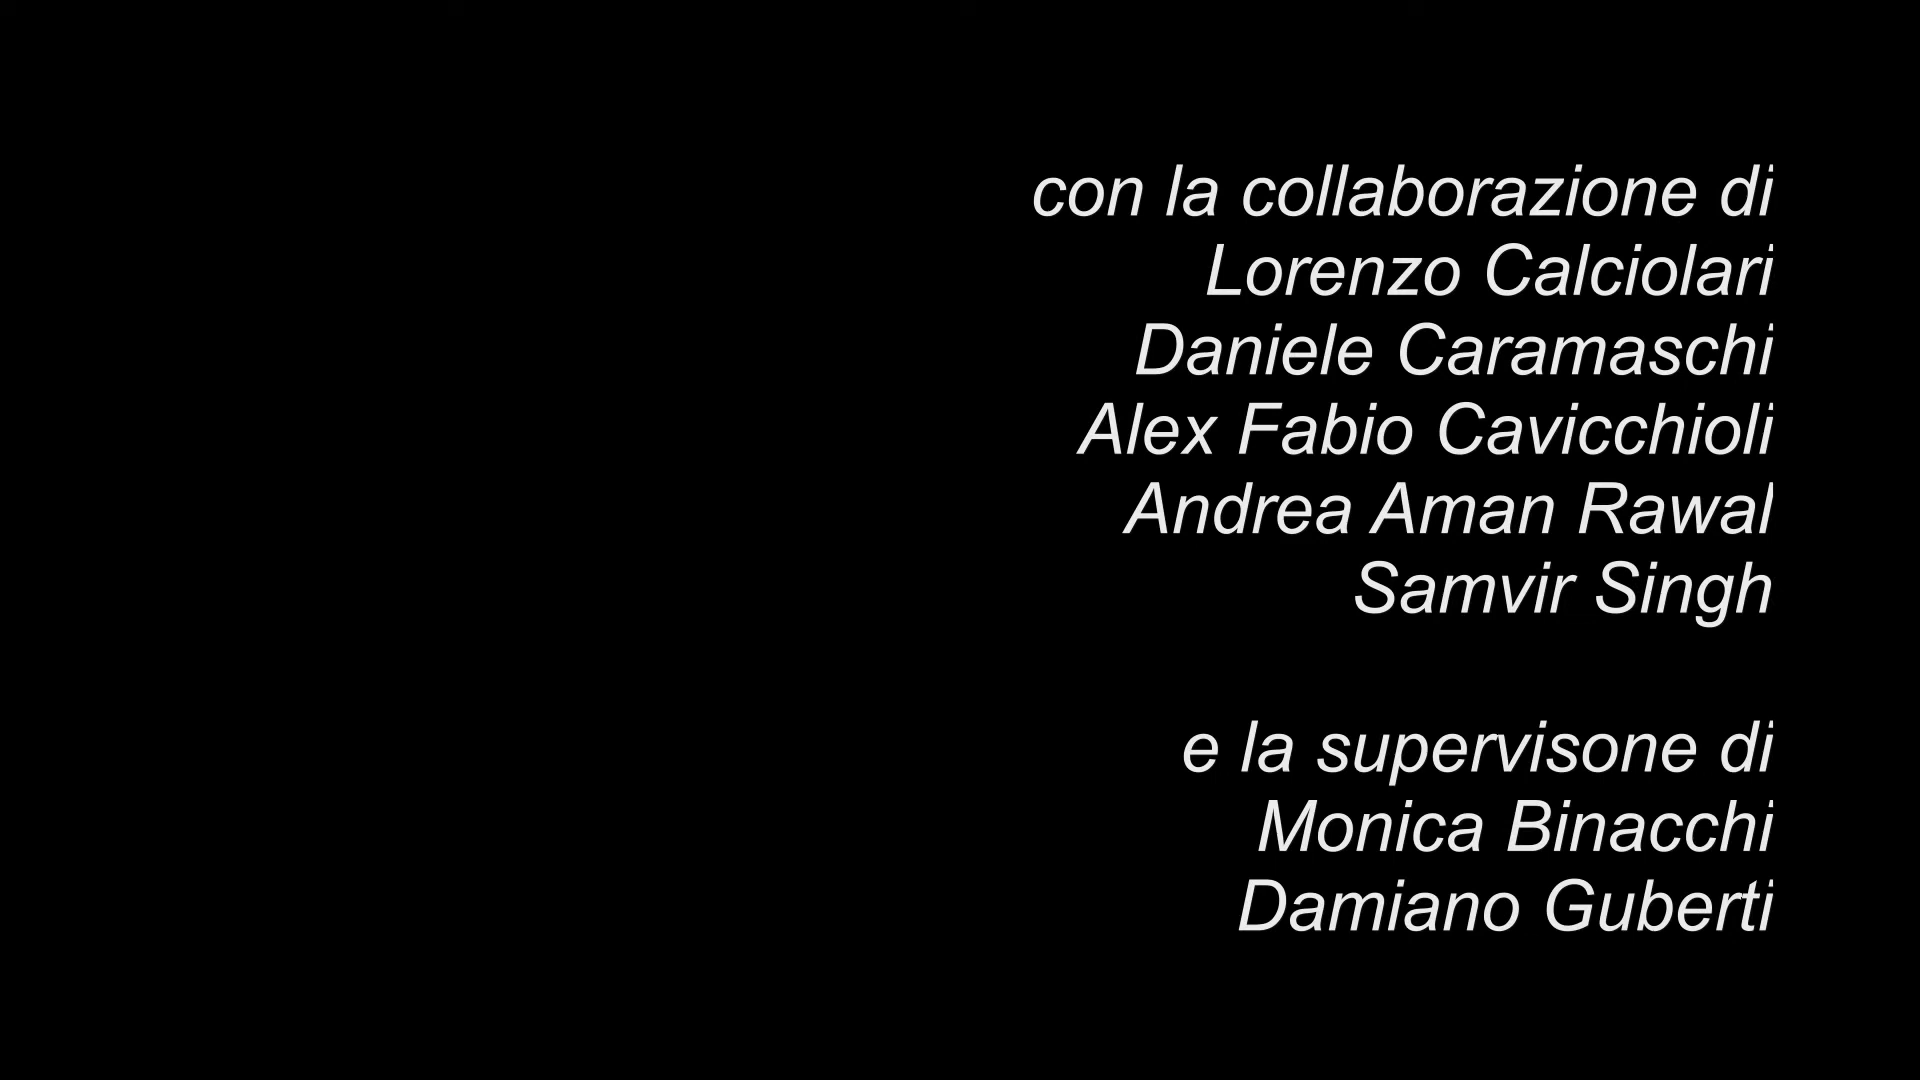 con la collaborazione di
Lorenzo Calciolari
Daniele Caramaschi
Alex Fabio Cavicchioli
Andrea Aman Rawal
Samvir Singh
e la supervisone di
Monica Binacchi
Damiano Guberti